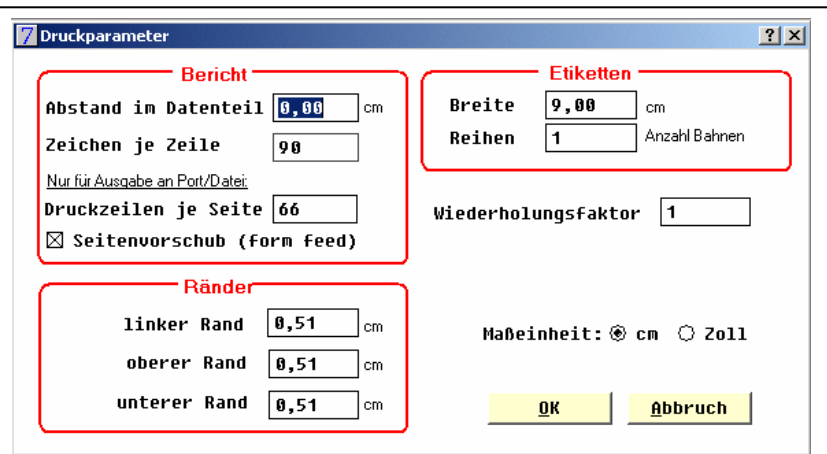 7 Druckparameter ? X
Bericht
Abstand im Datenteil 0,00 cm
Zeichen je Zeile 90
Nur für Ausgabe an Port/Datei:
Druckzeilen je Seite 66
Seitenvorschub (form feed)
Ränder
linker Rand 0,51 cm
oberer Rand 0,51 cm
unterer Rand 0,51 cm
Etiketten
Breite 9,00 cm
Reihen 1 Anzahl Bahnen
Wiederholungsfaktor 1
Maßeinheit: cm Zoll
OK Abbruch